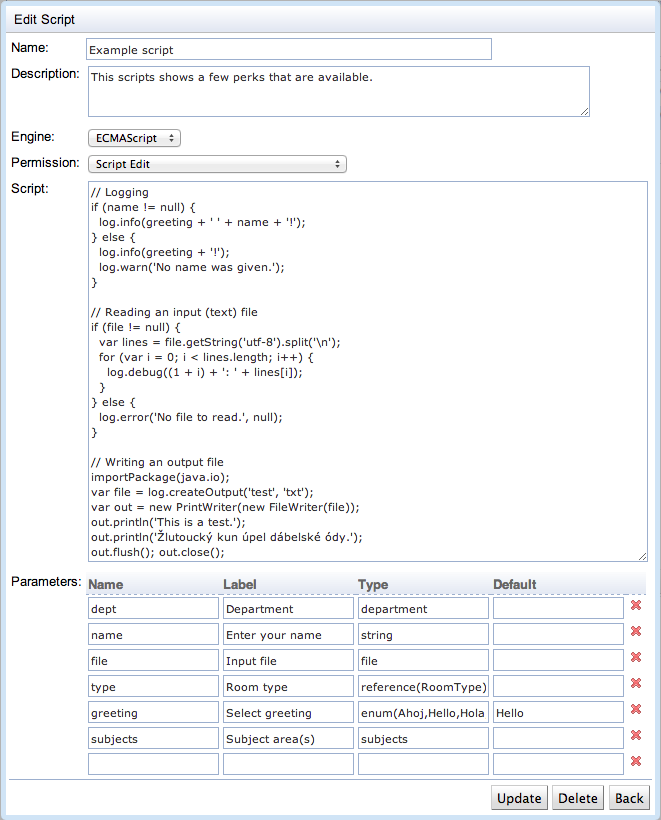 Edit Script
Name: Example script
Description: This scripts shows a few perks that are available.
Engine: ECMAScript
Permission: Script Edit
Script:
// Logging
if (name != null) {
  log.info(greeting + ' ' + name + '!');
} else {
  log.info(greeting + '!');
  log.warn('No name was given.');
}

// Reading an input (text) file
if (file != null) {
  var lines = file.getString('utf-8').split('\n');
  for (var i = 0; i < lines.length; i++) {
    log.debug((1 + i) + ': ' + lines[i]);
  }
} else {
  log.error('No file to read.', null);
}

// Writing an output file
importPackage(java.io);
var file = log.createOutput('test', 'txt');
var out = new PrintWriter(new FileWriter(file));
out.println('This is a test.');
out.println('Žlutoucký kun úpel dábelské ódy.');
out.flush(); out.close();
Parameters: Name Label Type Default
dept Department department
name Enter your name string
file Input file file
type Room type reference(RoomType)
greeting Select greeting enum(Ahoj,Hello,Hola Hello
subjects Subject area(s) subjects
Update Delete Back